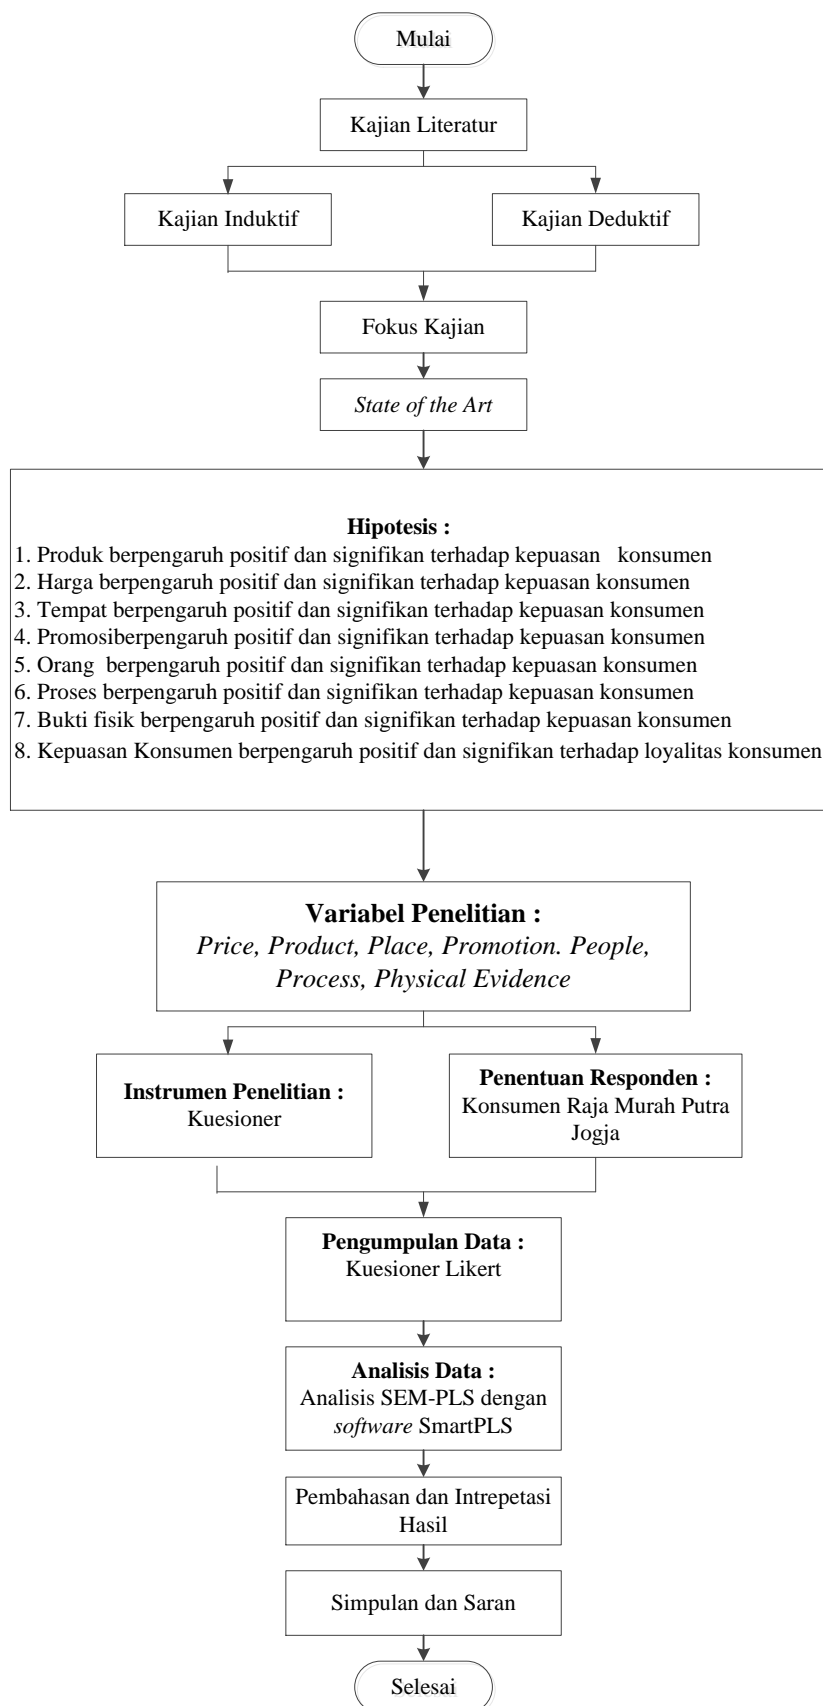 Mulai
Kajian Literatur
Kajian Induktif
Kajian Deduktif
Fokus Kajian
State of the Art
Hipotesis :
1. Produk berpengaruh positif dan signifikan terhadap kepuasan konsumen
2. Harga berpengaruh positif dan signifikan terhadap kepuasan konsumen
3. Tempat berpengaruh positif dan signifikan terhadap kepuasan konsumen
4. Promosiberpengaruh positif dan signifikan terhadap kepuasan konsumen
5. Orang berpengaruh positif dan signifikan terhadap kepuasan konsumen
6. Proses berpengaruh positif dan signifikan terhadap kepuasan konsumen
7. Bukti fisik berpengaruh positif dan signifikan terhadap kepuasan konsumen
8. Kepuasan Konsumen berpengaruh positif dan signifikan terhadap loyalitas konsumen
Variabel Penelitian :
Price, Product, Place, Promotion. People,
Process, Physical Evidence
Instrumen Penelitian :
Kuesioner
Penentuan Responden :
Konsumen Raja Murah Putra
Jogja
Pengumpulan Data :
Kuesioner Likert
Analisis Data :
Analisis SEM-PLS dengan
software SmartPLS
Pembahasan dan Intrepetasi
Hasil
Simpulan dan Saran
Selesai